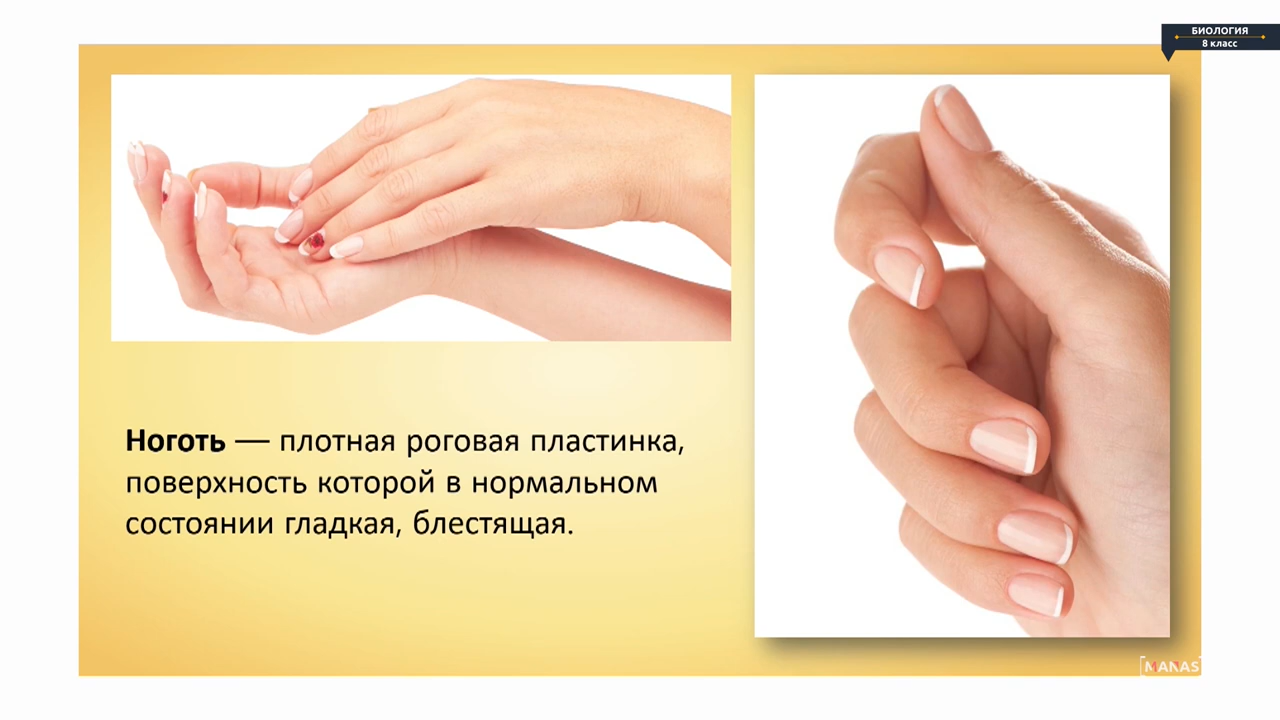 БИОЛОГИЯ
8 класс
Ноготь — плотная роговая пластинка,
поверхность которой в нормальном
состоянии гладкая, блестящая.
[MANAS]